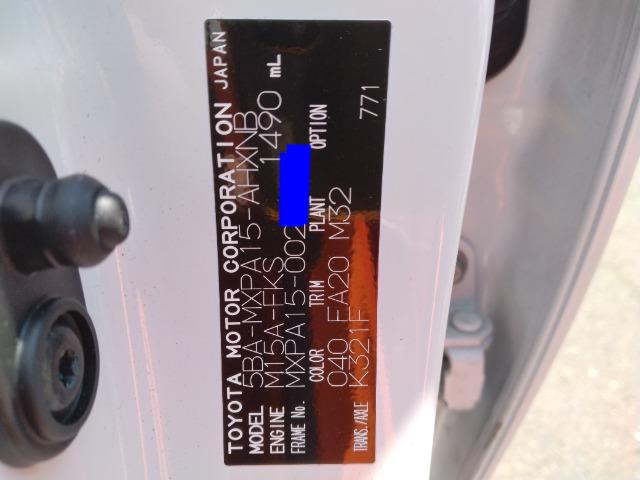 TOYOTA MOTOR CORPORATION JAPAN
MODEL 5BA-MXPA15-AHXNB
ENGINE M15A-FKS 1490 mL
FRAME No. MXPA15-002
COLOR TRIM PLANT OPTION
040 FA20 M32 771
TRANS./AXLE K321F